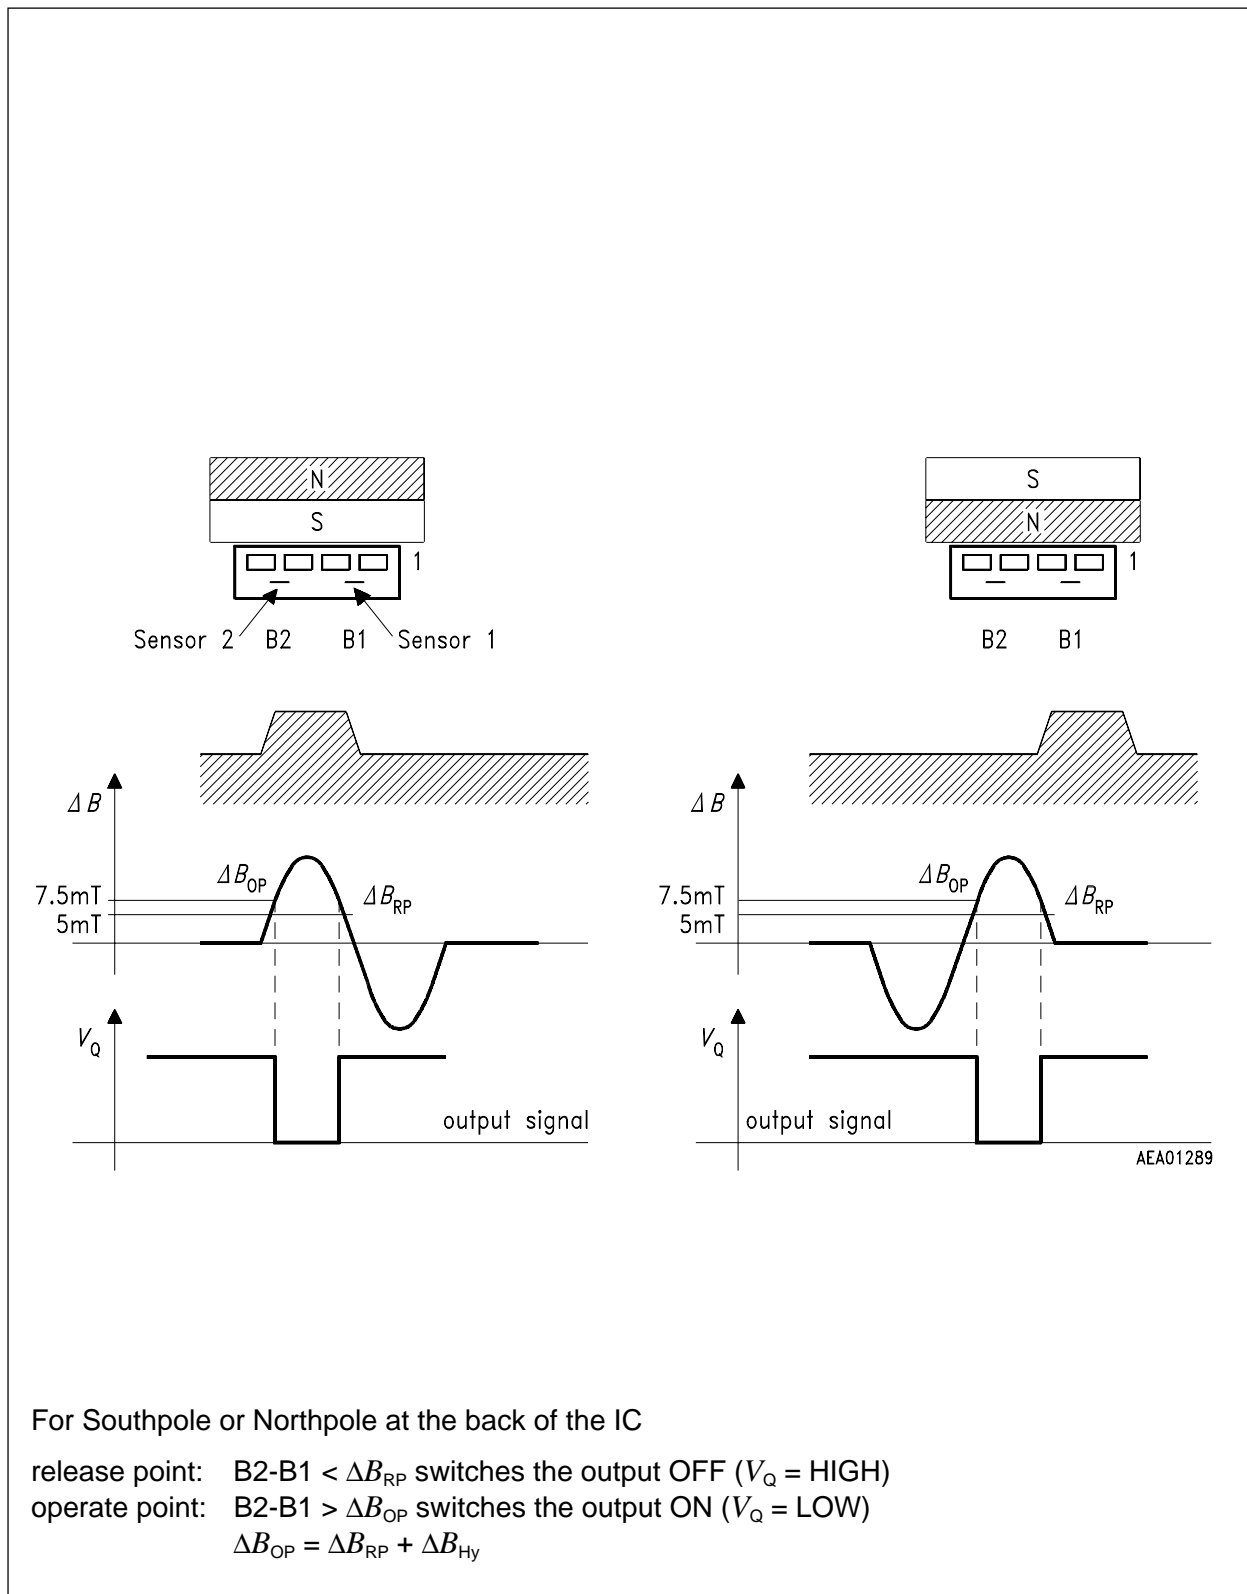 N
S
1
Sensor 2 B2 B1 Sensor 1
S
N
1
B2 B1
ΔB
ΔB_OP
7.5mT
ΔB_RP
5mT
V_Q
output signal
ΔB
ΔB_OP
7.5mT
ΔB_RP
5mT
V_Q
output signal
AEA01289
For Southpole or Northpole at the back of the IC
release point: B2-B1 < ΔB_RP switches the output OFF (V_Q = HIGH)
operate point: B2-B1 > ΔB_OP switches the output ON (V_Q = LOW)
ΔB_OP = ΔB_RP + ΔB_Hy